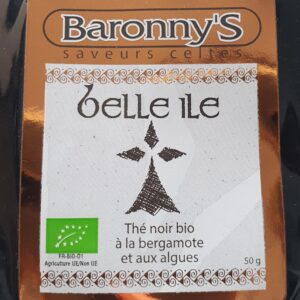 Baronny'S
saveurs celtes
belle ile
Thé noir bio
à la bergamote
et aux algues
50 g
FR-BIO-01
Agriculture UE/Non UE